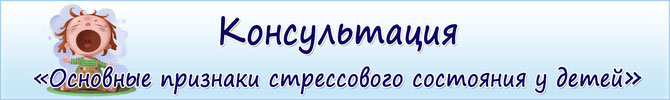 Консультация
«Основные признаки стрессового состояния у детей»